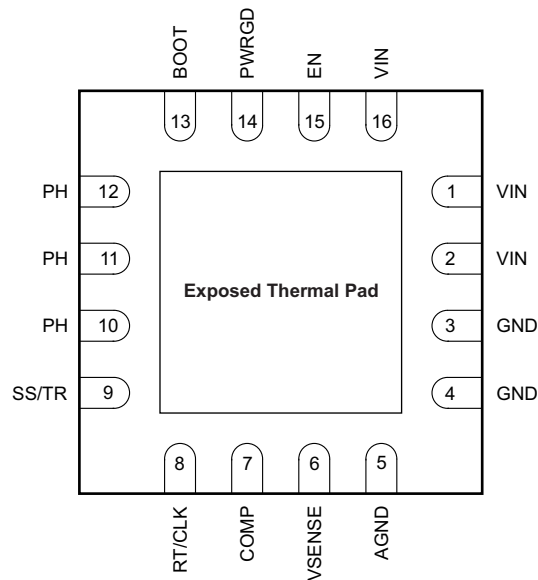 BOOT
PWRGD
EN
VIN
13
14
15
16
PH
12
1
VIN
PH
11
2
VIN
Exposed Thermal Pad
PH
10
3
GND
SS/TR
9
4
GND
8
7
6
5
RT/CLK
COMP
VSENSE
AGND